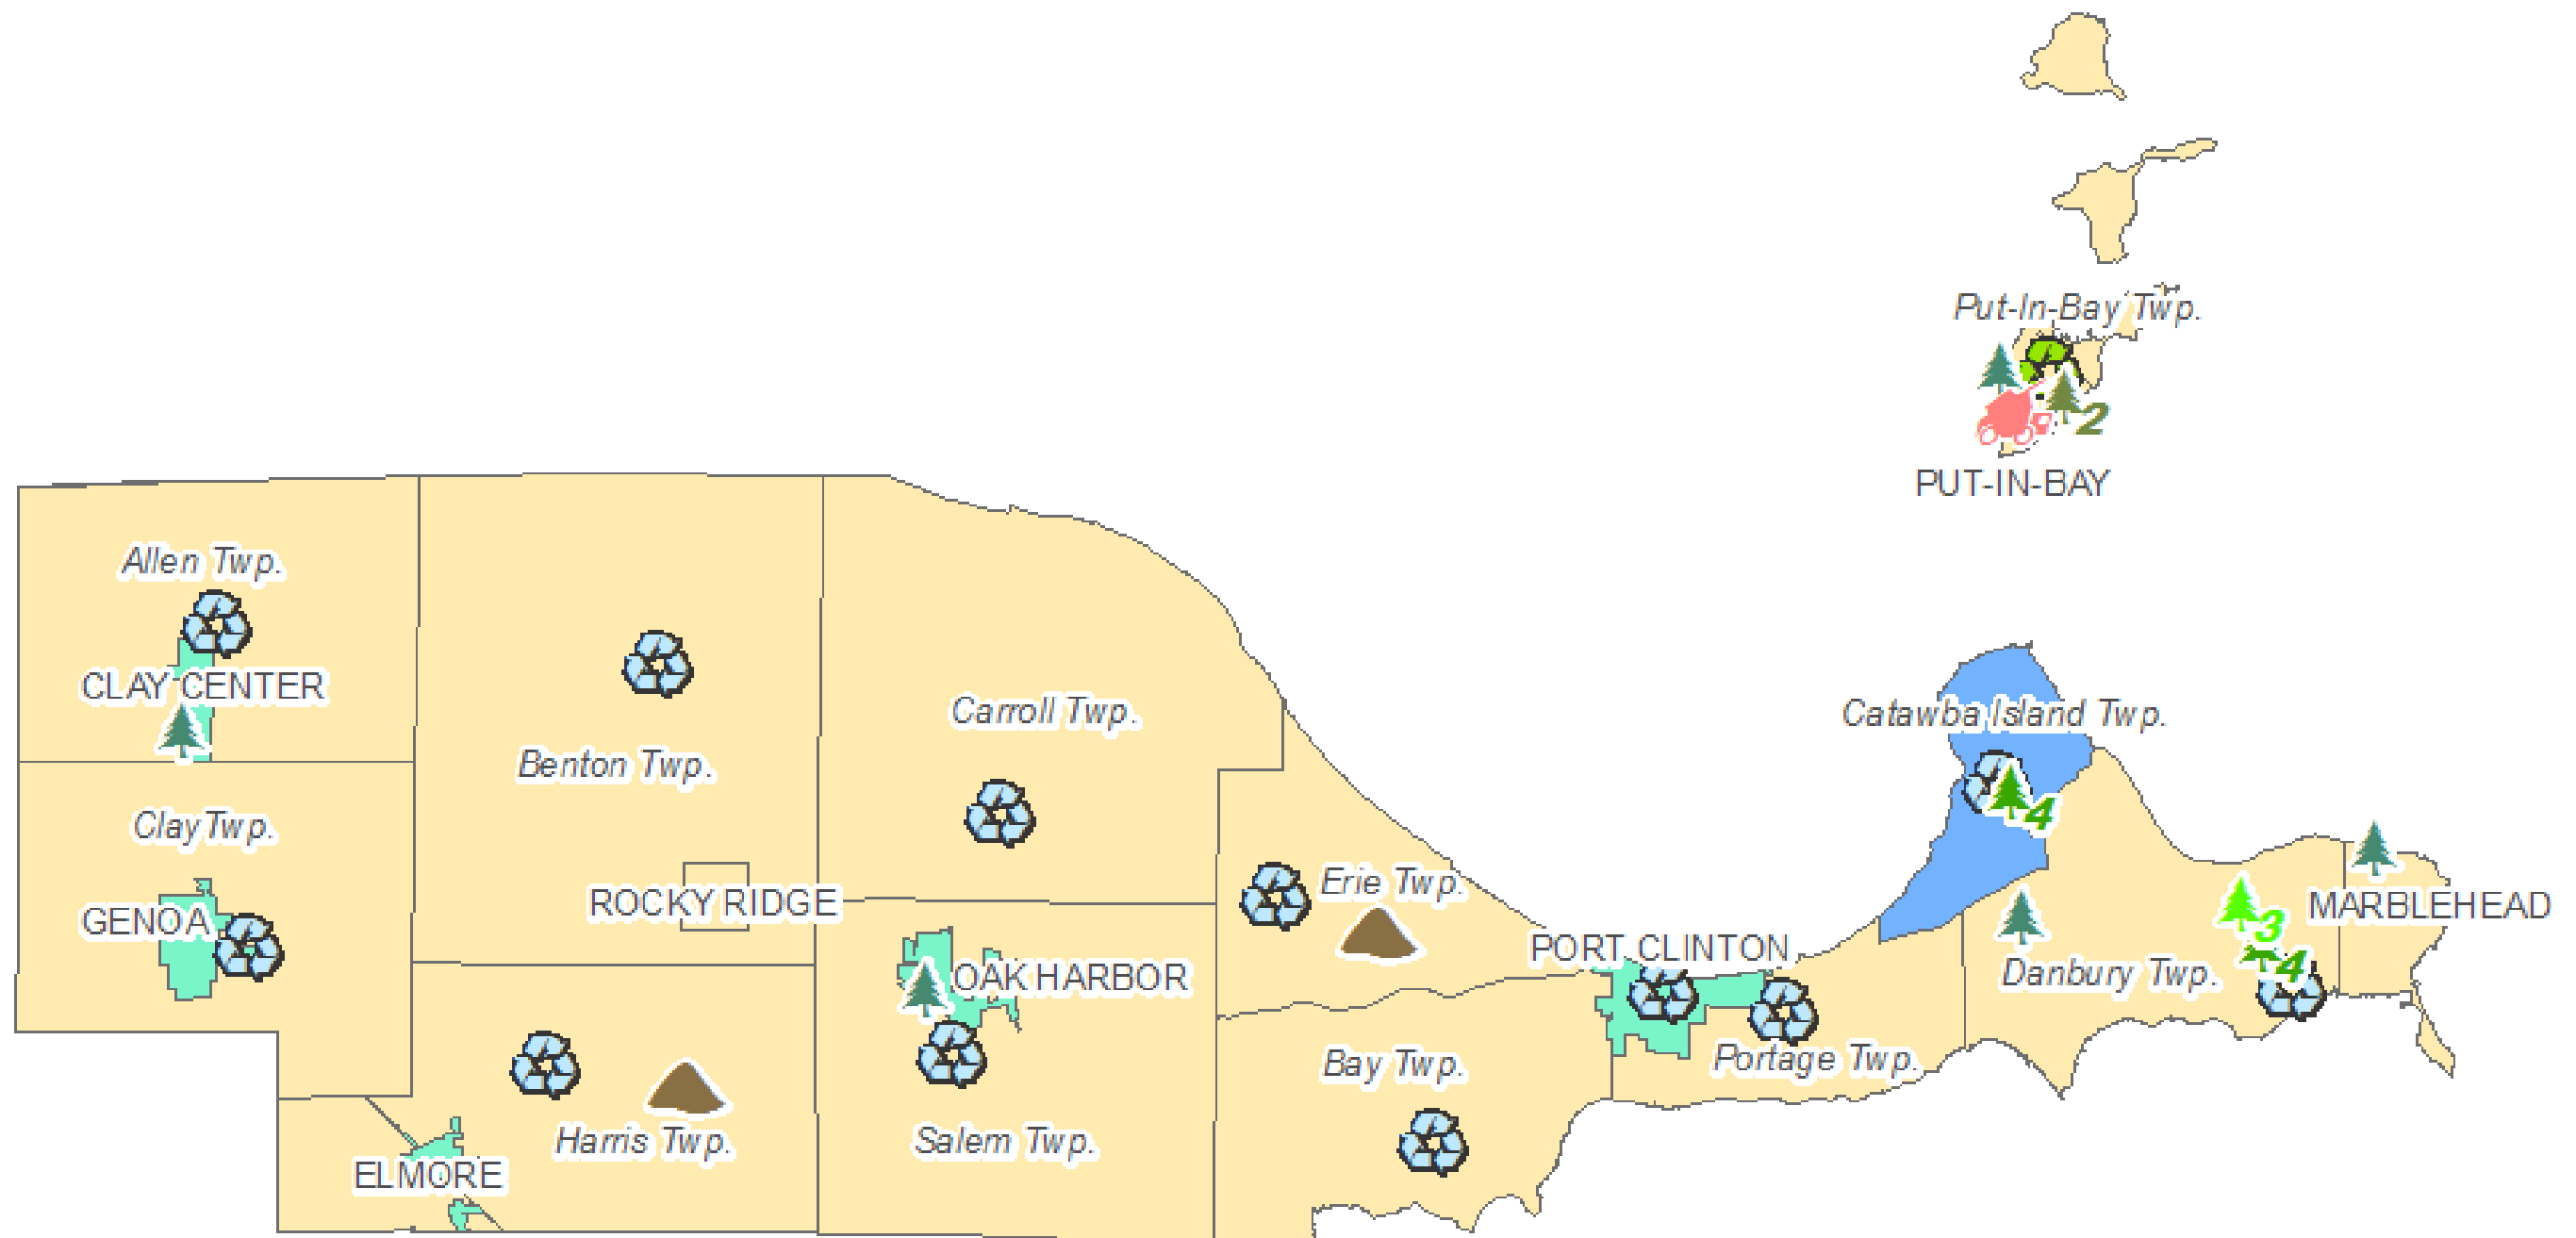 Put-In-Bay Twp.
2
PUT-IN-BAY
Allen Twp.
CLAY CENTER
Carroll Twp.
Catawba Island Twp.
Benton Twp.
4
Clay Twp.
Erie Twp.
ROCKY RIDGE
MARBLEHEAD
GENOA
3
PORT CLINTON
4
OAK HARBOR
Danbury Twp.
Bay Twp.
Portage Twp.
Harris Twp.
Salem Twp.
ELMORE